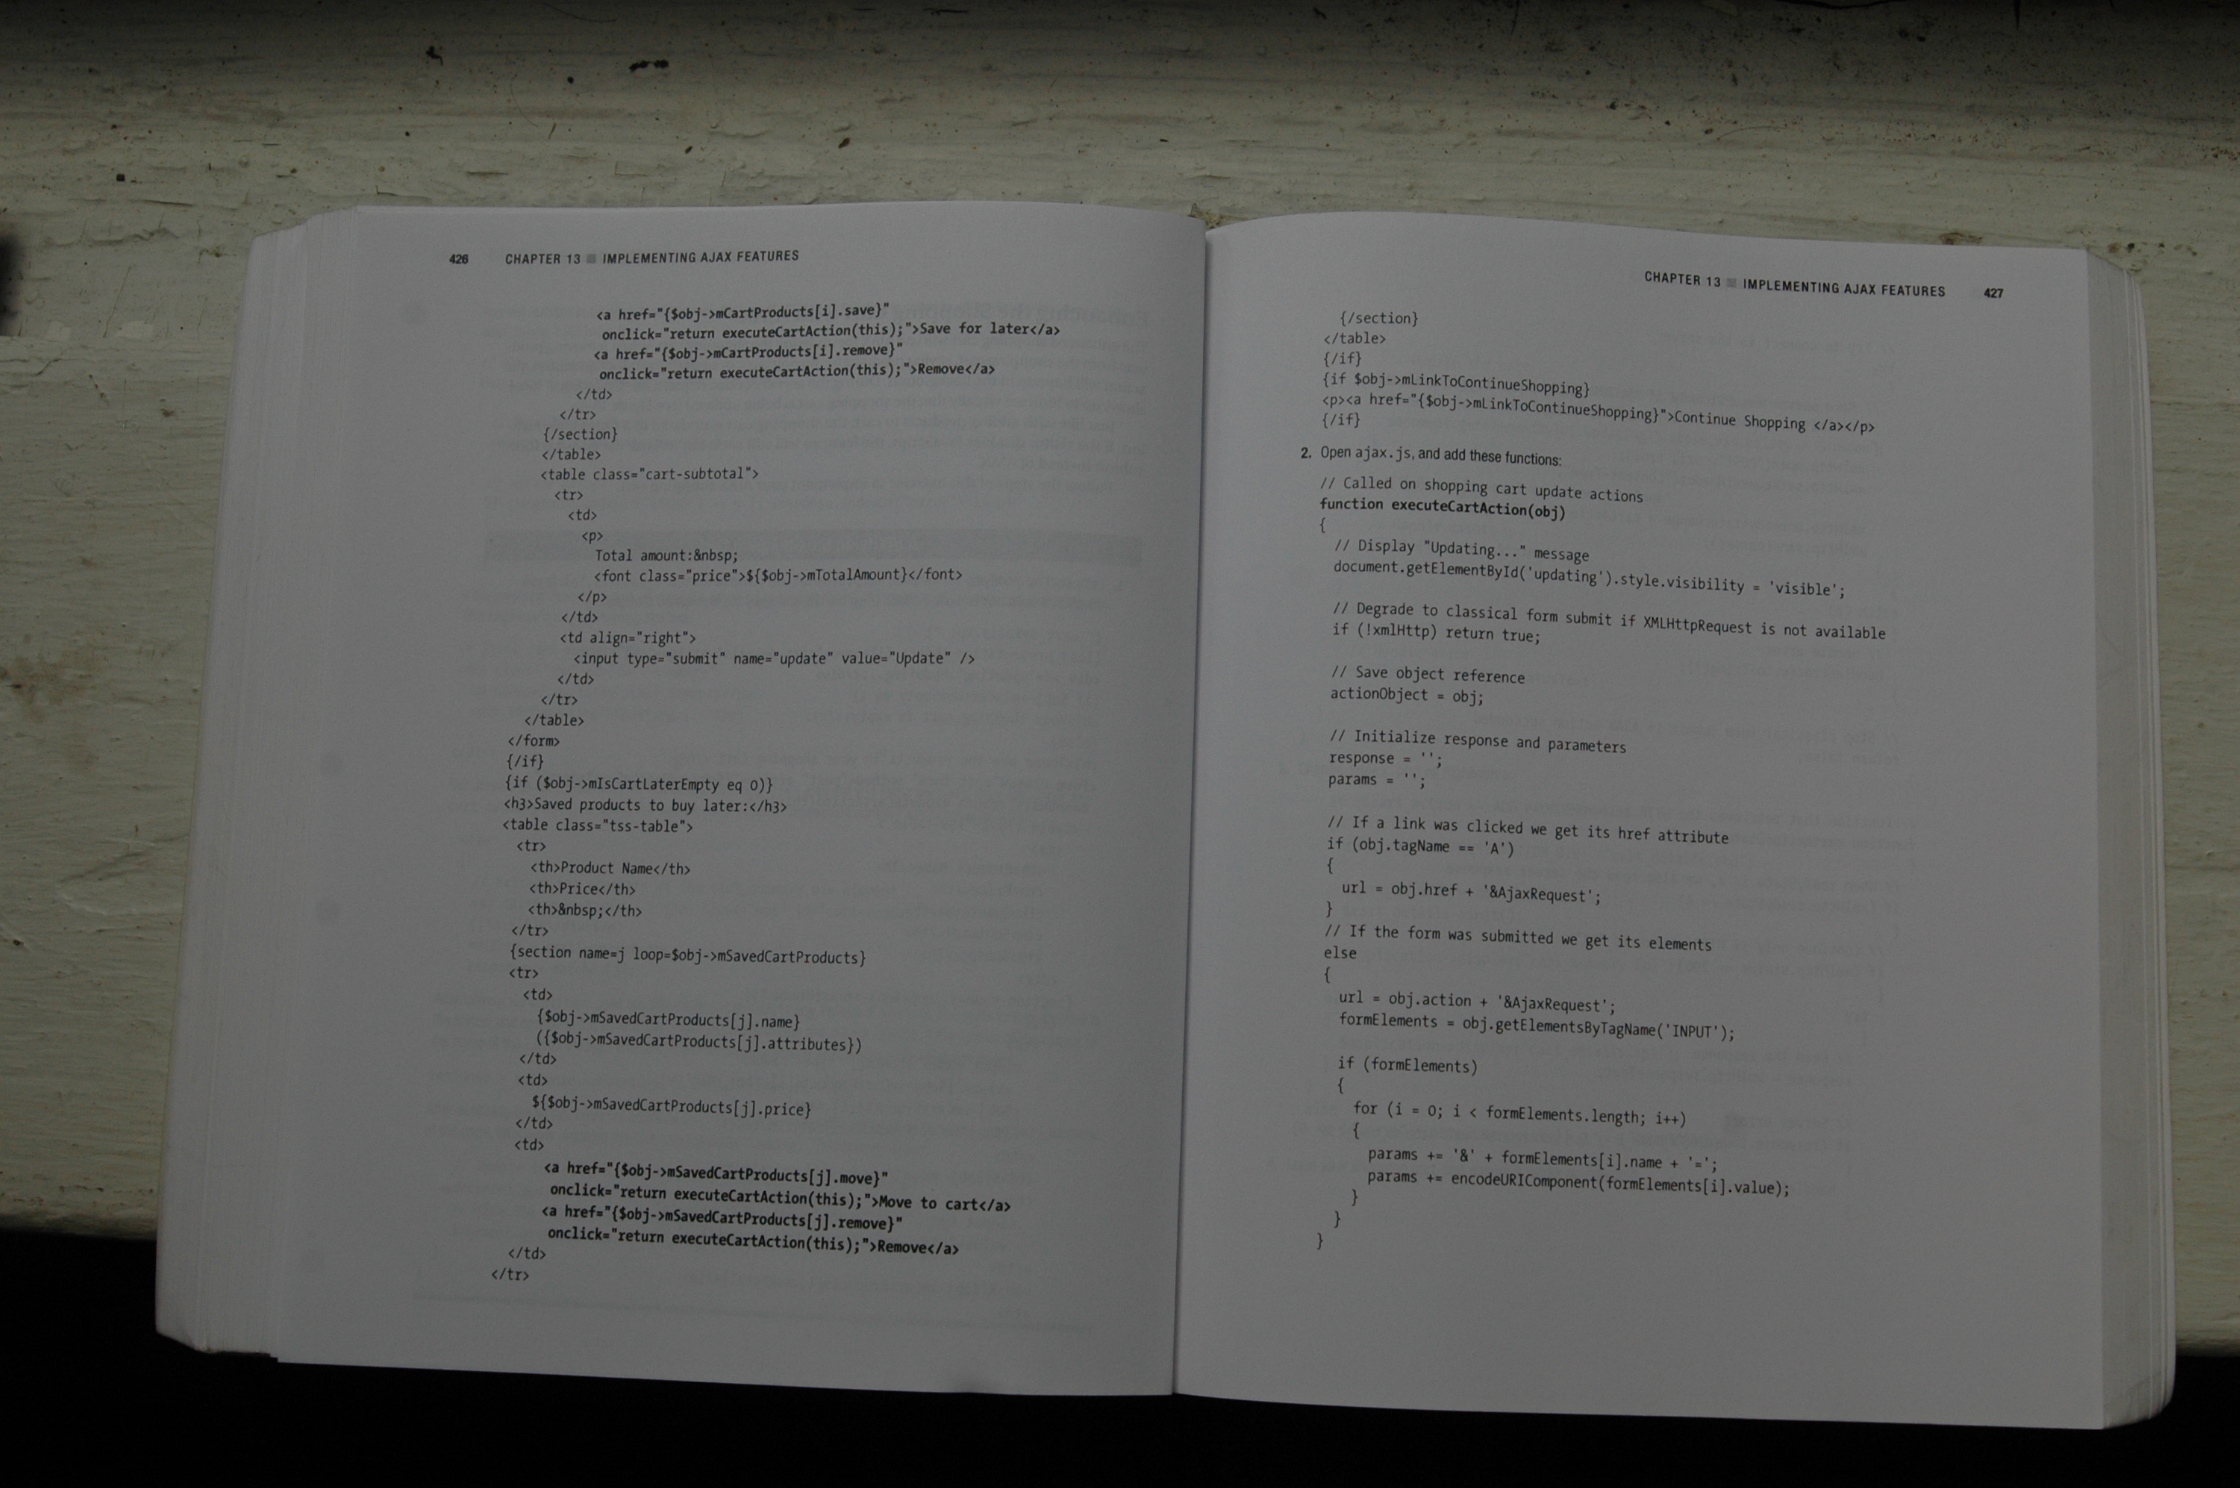 426 CHAPTER 13 ■ IMPLEMENTING AJAX FEATURES
<a href="{$obj->mCartProducts[i].save}"
onclick="return executeCartAction(this);">Save for later</a>
<a href="{$obj->mCartProducts[i].remove}"
onclick="return executeCartAction(this);">Remove</a>
</td>
</tr>
{/section}
</table>
<table class="cart-subtotal">
<tr>
<td>
<p>
Total amount:&nbsp;
<font class="price">${$obj->mTotalAmount}</font>
</p>
</td>
<td align="right">
<input type="submit" name="update" value="Update" />
</td>
</tr>
</table>
</form>
{/if}
{if ($obj->mIsCartLaterEmpty eq 0)}
<h3>Saved products to buy later:</h3>
<table class="tss-table">
<tr>
<th>Product Name</th>
<th>Price</th>
<th>&nbsp;</th>
</tr>
{section name=j loop=$obj->mSavedCartProducts}
<tr>
<td>
{$obj->mSavedCartProducts[j].name}
({$obj->mSavedCartProducts[j].attributes})
</td>
<td>
${$obj->mSavedCartProducts[j].price}
</td>
<td>
<a href="{$obj->mSavedCartProducts[j].move}"
onclick="return executeCartAction(this);">Move to cart</a>
<a href="{$obj->mSavedCartProducts[j].remove}"
onclick="return executeCartAction(this);">Remove</a>
</td>
</tr>
CHAPTER 13 ■ IMPLEMENTING AJAX FEATURES 427
{/section}
</table>
{/if}
{if $obj->mLinkToContinueShopping}
<p><a href="{$obj->mLinkToContinueShopping}">Continue Shopping </a></p>
{/if}
2. Open ajax.js, and add these functions:
// Called on shopping cart update actions
function executeCartAction(obj)
{
// Display "Updating..." message
document.getElementById('updating').style.visibility = 'visible';
// Degrade to classical form submit if XMLHttpRequest is not available
if (!xmlHttp) return true;
// Save object reference
actionObject = obj;
// Initialize response and parameters
response = '';
params = '';
// If a link was clicked we get its href attribute
if (obj.tagName == 'A')
{
url = obj.href + '&AjaxRequest';
}
// If the form was submitted we get its elements
else
{
url = obj.action + '&AjaxRequest';
formElements = obj.getElementsByTagName('INPUT');
if (formElements)
{
for (i = 0; i < formElements.length; i++)
{
params += '&' + formElements[i].name + '=';
params += encodeURIComponent(formElements[i].value);
}
}
}